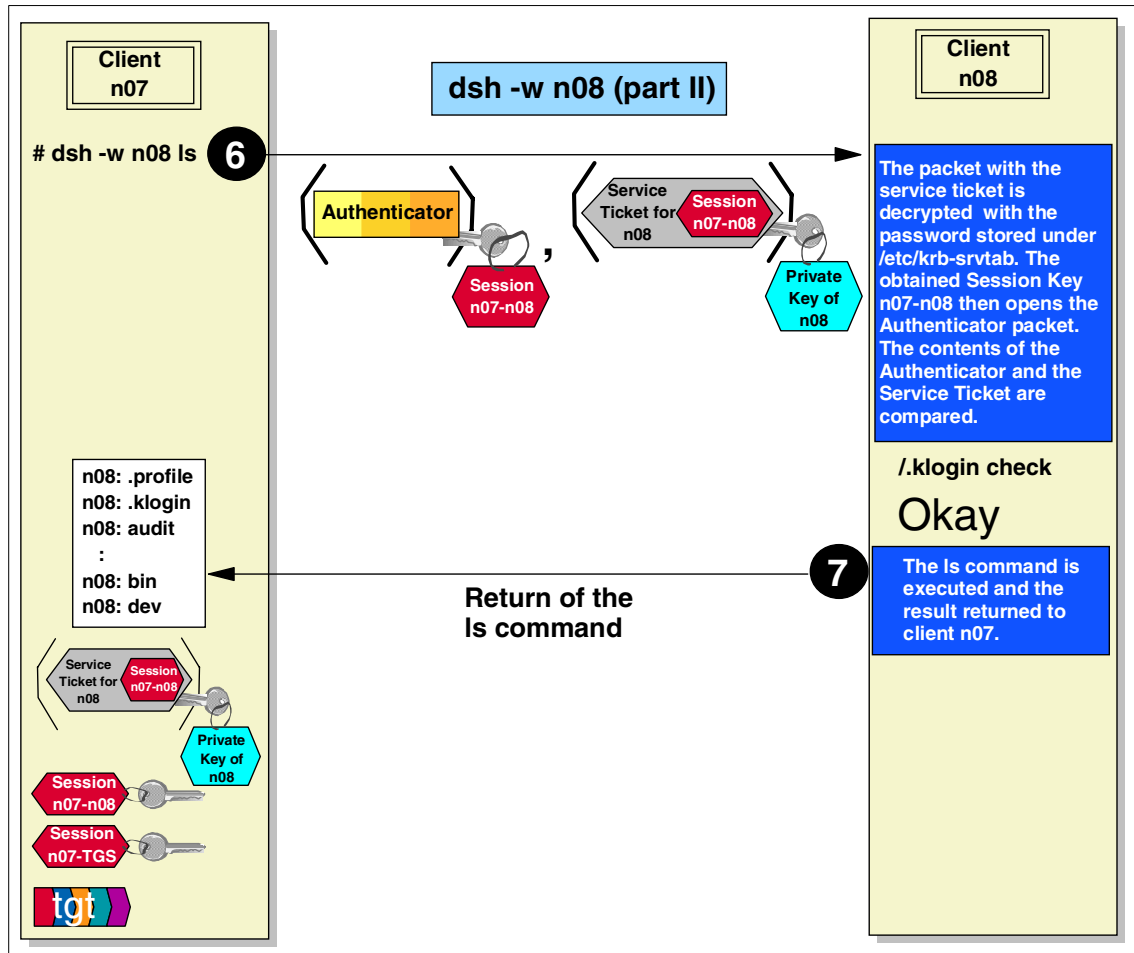 Client
n07
dsh -w n08 (part II)
Client
n08
# dsh -w n08 ls
6
Authenticator
Session
n07-n08
,
Service
Ticket for
n08
Session
n07-n08
Private
Key of
n08
The packet with the
service ticket is
decrypted with the
password stored under
/etc/krb-srvtab. The
obtained Session Key
n07-n08 then opens the
Authenticator packet.
The contents of the
Authenticator and the
Service Ticket are
compared.
/.klogin check
Okay
7
The ls command is
executed and the
result returned to
client n07.
Return of the
ls command
n08: .profile
n08: .klogin
n08: audit
:
n08: bin
n08: dev
Service
Ticket for
n08
Session
n07-n08
Private
Key of
n08
Session
n07-n08
Session
n07-TGS
tgt